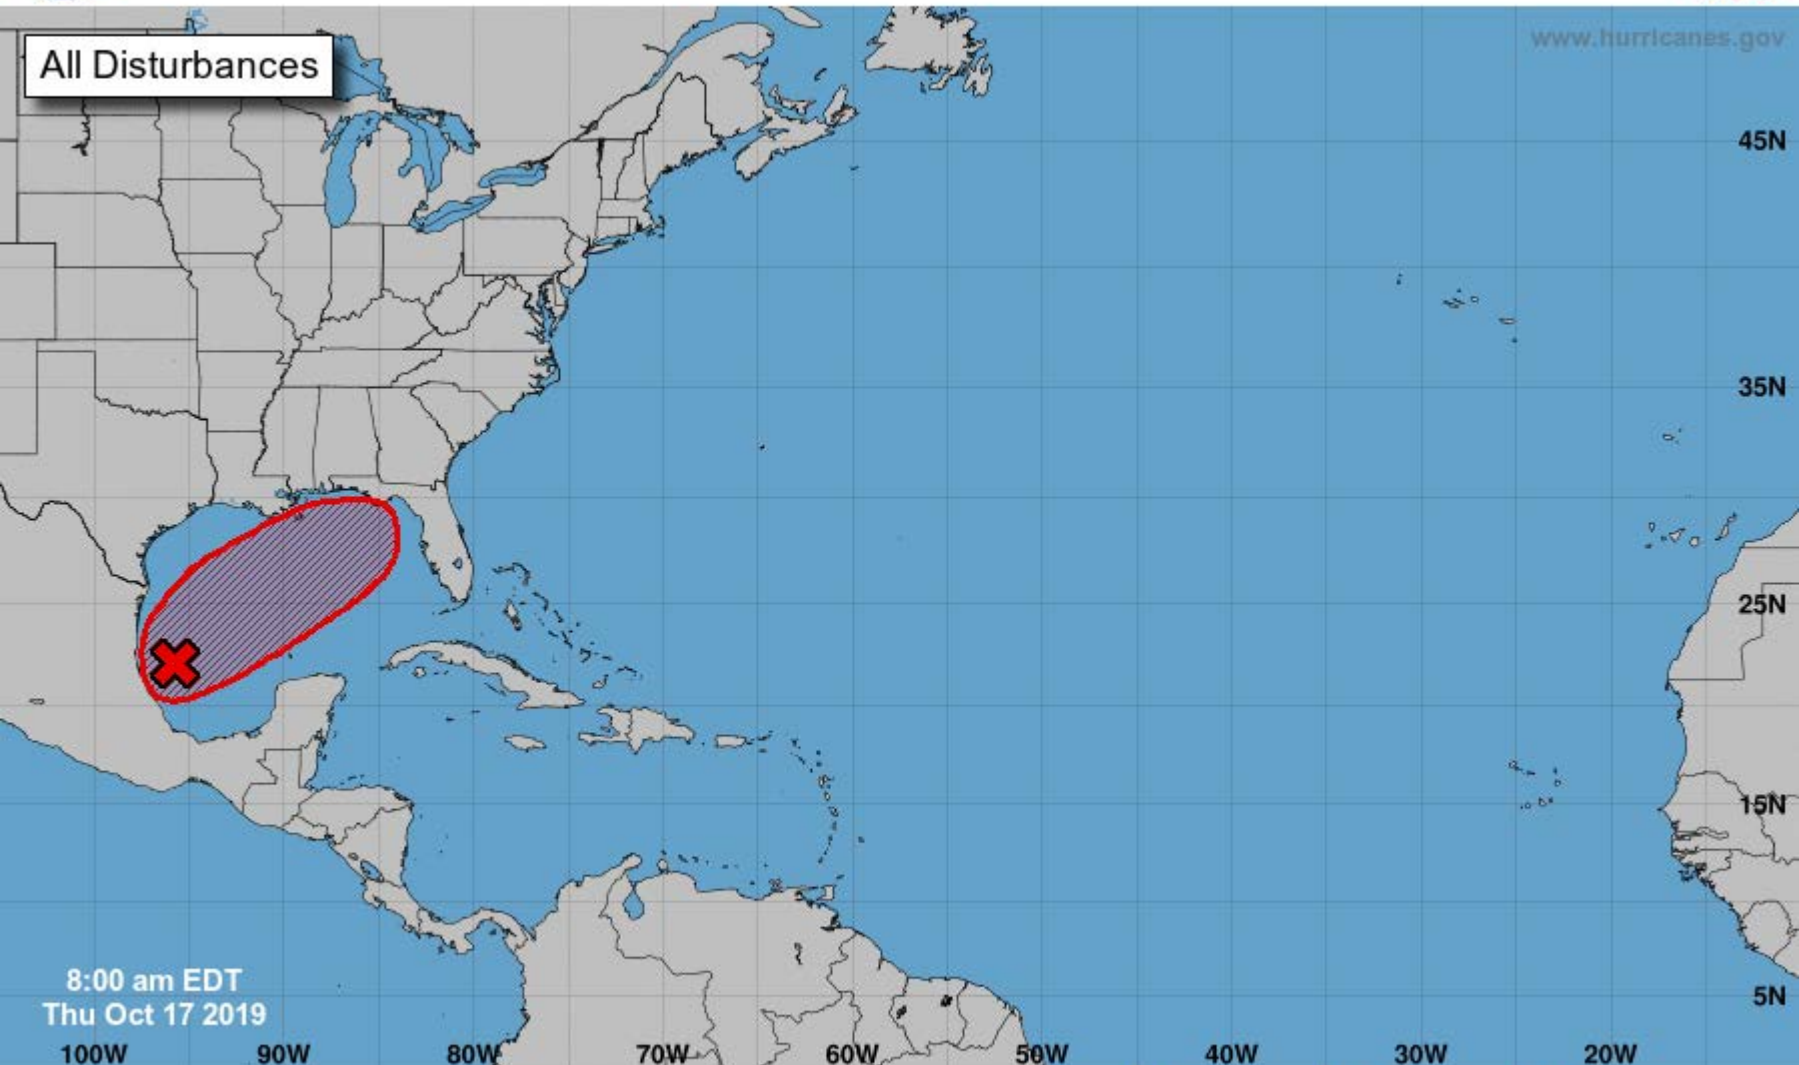 www.hurricanes.gov
All Disturbances
45N
35N
25N
15N
5N
8:00 am EDT
Thu Oct 17 2019
100W 90W 80W 70W 60W 50W 40W 30W 20W